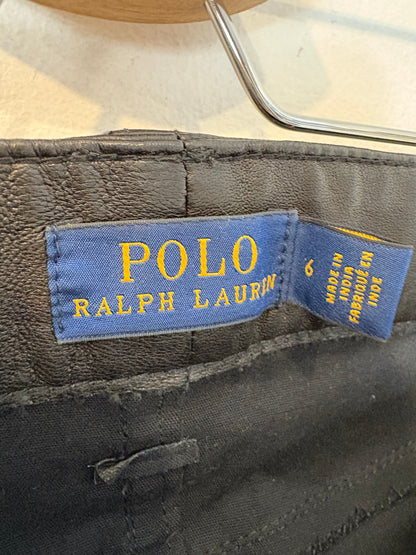 POLO
RALPH LAUREN
6
MADE IN
INDIA
FABRIQUÉ EN
INDE